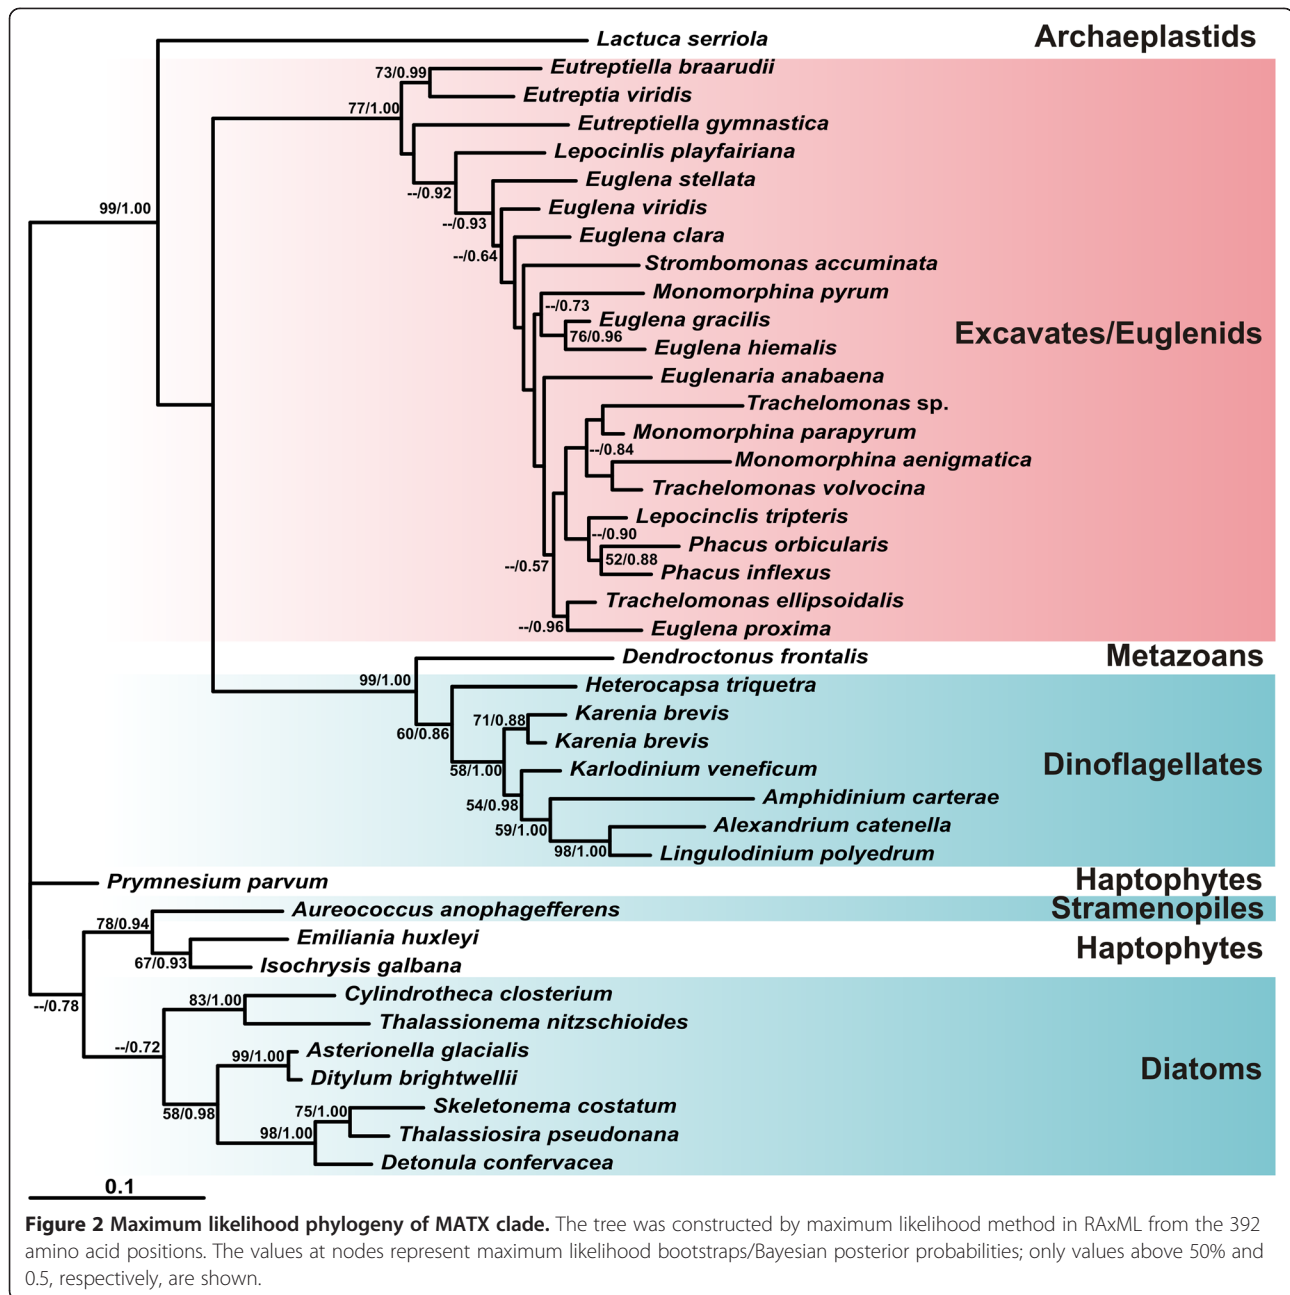 Lactuca serriola
Archaeplastids
Eutreptiella braarudii
73/0.99
Eutreptia viridis
77/1.00
Eutreptiella gymnastica
Lepocinlis playfairiana
Euglena stellata
--/0.92
Euglena viridis
99/1.00
--/0.93
Euglena clara
--/0.64
Strombomonas accuminata
Monomorphina pyrum
--/0.73
Euglena gracilis
Excavates/Euglenids
76/0.96
Euglena hiemalis
Euglenaria anabaena
Trachelomonas sp.
Monomorphina parapyrum
--/0.84
Monomorphina aenigmatica
Trachelomonas volvocina
Lepocinclis tripteris
--/0.90
Phacus orbicularis
52/0.88
--/0.57
Phacus inflexus
Trachelomonas ellipsoidalis
--/0.96
Euglena proxima
Dendroctonus frontalis
Metazoans
99/1.00
Heterocapsa triquetra
Karenia brevis
71/0.88
60/0.86
Karenia brevis
58/1.00
Karlodinium veneficum
Dinoflagellates
Amphidinium carterae
54/0.98
Alexandrium catenella
59/1.00
98/1.00
Lingulodinium polyedrum
Prymnesium parvum
Haptophytes
Aureococcus anophagefferens
Stramenopiles
78/0.94
Emiliania huxleyi
Haptophytes
67/0.93
Isochrysis galbana
Cylindrotheca closterium
83/1.00
--/0.78
Thalassionema nitzschioides
--/0.72
Asterionella glacialis
99/1.00
Diatoms
Ditylum brightwellii
Skeletonema costatum
58/0.98
75/1.00
Thalassiosira pseudonana
98/1.00
Detonula confervacea
0.1
Figure 2 Maximum likelihood phylogeny of MATX clade. The tree was constructed by maximum likelihood method in RAxML from the 392
amino acid positions. The values at nodes represent maximum likelihood bootstraps/Bayesian posterior probabilities; only values above 50% and
0.5, respectively, are shown.